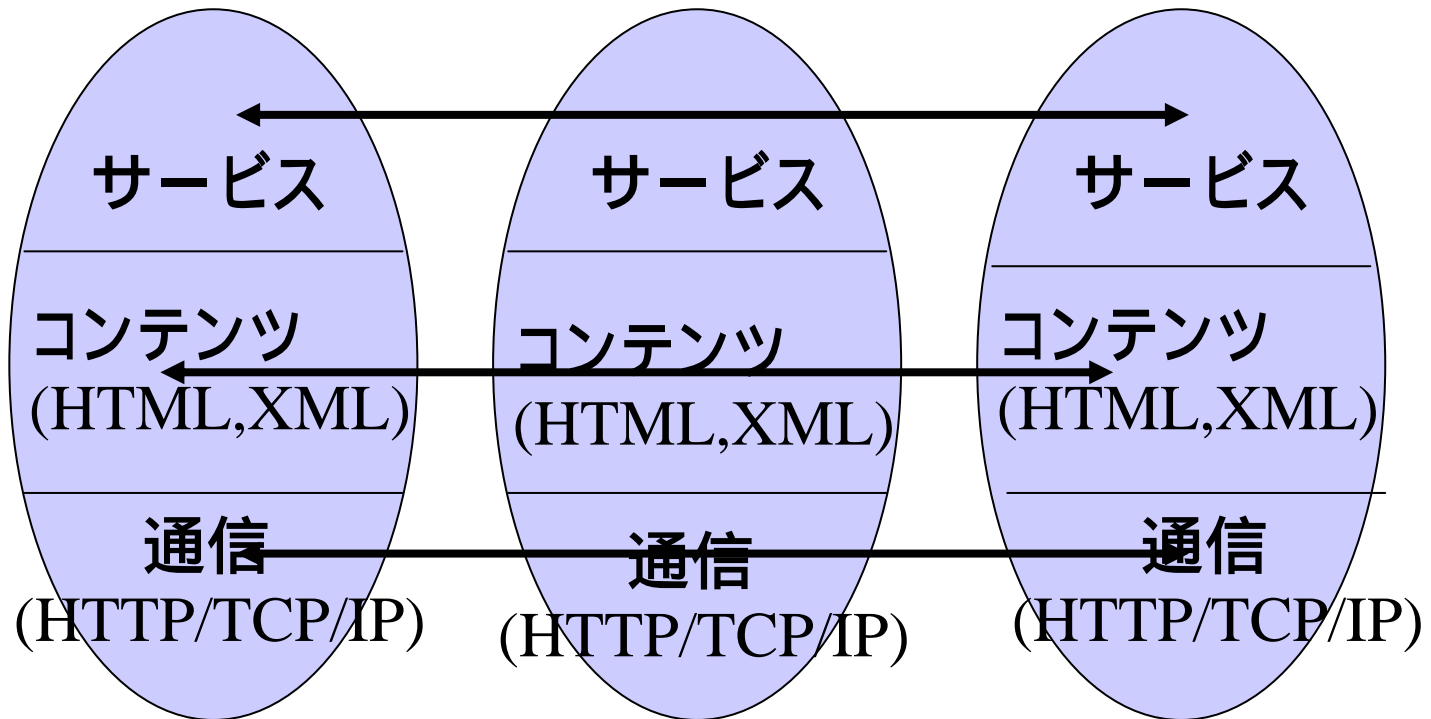 サービス
コンテンツ
(HTML,XML)
通信
(HTTP/TCP/IP)
サービス
コンテンツ
(HTML,XML)
通信
(HTTP/TCP/IP)
サービス
コンテンツ
(HTML,XML)
通信
(HTTP/TCP/IP)